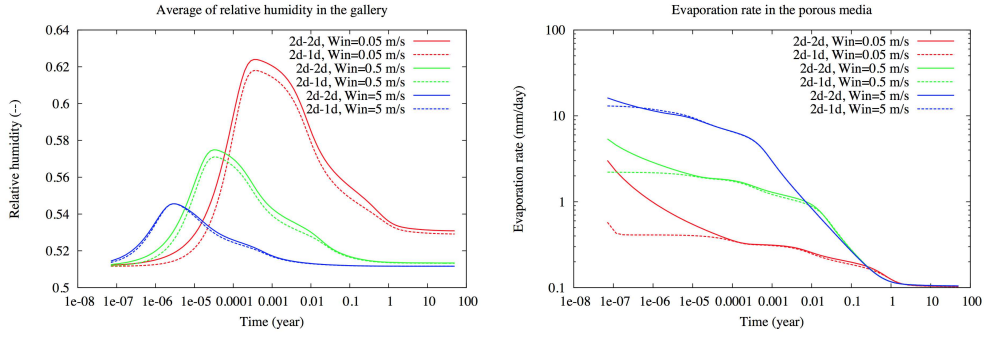 Average of relative humidity in the gallery
0.64
0.62
0.6
0.58
0.56
0.54
0.52
0.5
Relative humidity (--)
2d-2d, Win=0.05 m/s
2d-1d, Win=0.05 m/s
2d-2d, Win=0.5 m/s
2d-1d, Win=0.5 m/s
2d-2d, Win=5 m/s
2d-1d, Win=5 m/s
1e-08 1e-07 1e-06 1e-05 0.0001 0.001 0.01 0.1 1 10 100
Time (year)
Evaporation rate in the porous media
100
10
1
0.1
Evaporation rate (mm/day)
2d-2d, Win=0.05 m/s
2d-1d, Win=0.05 m/s
2d-2d, Win=0.5 m/s
2d-1d, Win=0.5 m/s
2d-2d, Win=5 m/s
2d-1d, Win=5 m/s
1e-08 1e-07 1e-06 1e-05 0.0001 0.001 0.01 0.1 1 10 100
Time (year)